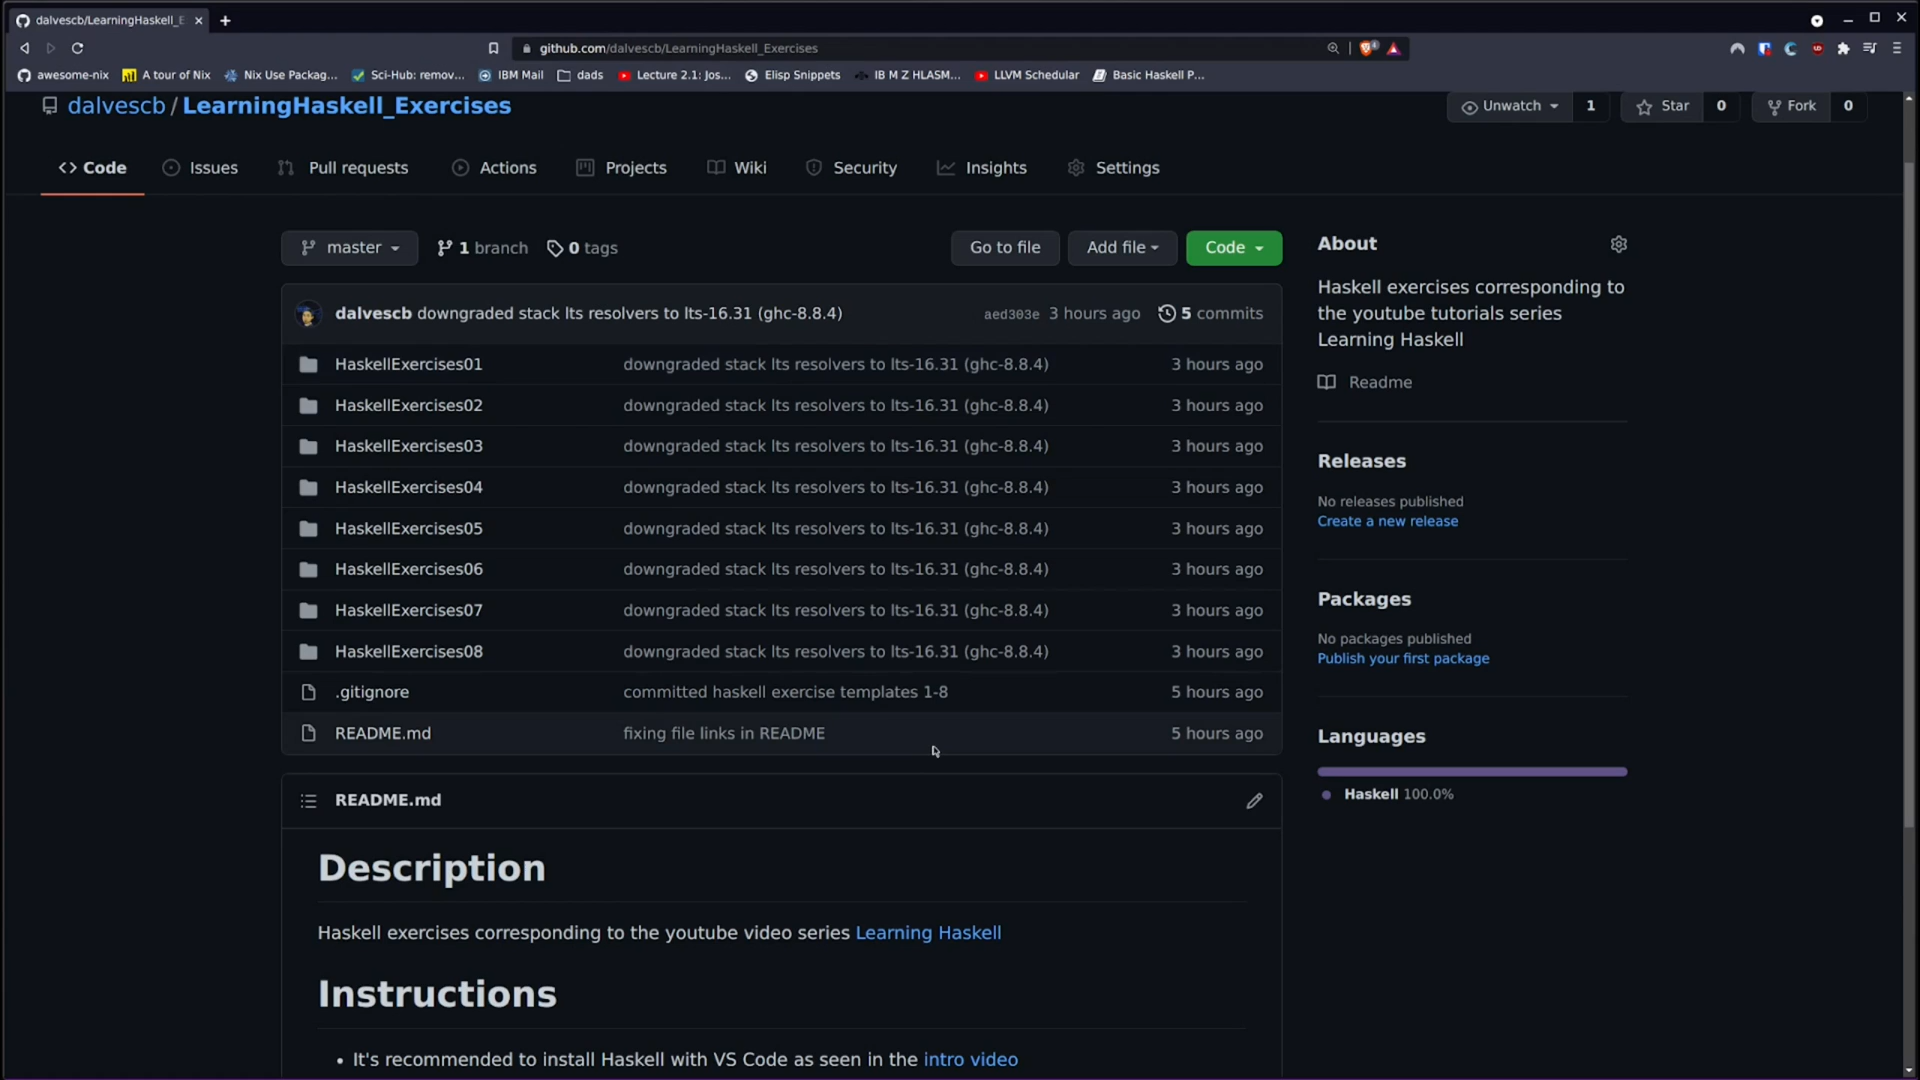 dalvescb/LearningHaskell_E
github.com/dalvescb/LearningHaskell_Exercises
awesome-nix A tour of Nix Nix Use Packag... Sci-Hub: remov... IBM Mail dads Lecture 2.1: Jos... Elisp Snippets IB M Z HLASM... LLVM Schedular Basic Haskell P...
dalvescb / LearningHaskell_Exercises
Unwatch 1 Star 0 Fork 0
Code Issues Pull requests Actions Projects Wiki Security Insights Settings
master 1 branch 0 tags Go to file Add file Code
dalvescb downgraded stack lts resolvers to lts-16.31 (ghc-8.8.4) aed303e 3 hours ago 5 commits
HaskellExercises01 downgraded stack lts resolvers to lts-16.31 (ghc-8.8.4) 3 hours ago
HaskellExercises02 downgraded stack lts resolvers to lts-16.31 (ghc-8.8.4) 3 hours ago
HaskellExercises03 downgraded stack lts resolvers to lts-16.31 (ghc-8.8.4) 3 hours ago
HaskellExercises04 downgraded stack lts resolvers to lts-16.31 (ghc-8.8.4) 3 hours ago
HaskellExercises05 downgraded stack lts resolvers to lts-16.31 (ghc-8.8.4) 3 hours ago
HaskellExercises06 downgraded stack lts resolvers to lts-16.31 (ghc-8.8.4) 3 hours ago
HaskellExercises07 downgraded stack lts resolvers to lts-16.31 (ghc-8.8.4) 3 hours ago
HaskellExercises08 downgraded stack lts resolvers to lts-16.31 (ghc-8.8.4) 3 hours ago
.gitignore committed haskell exercise templates 1-8 5 hours ago
README.md fixing file links in README 5 hours ago
README.md
Description
Haskell exercises corresponding to the youtube video series Learning Haskell
Instructions
• It's recommended to install Haskell with VS Code as seen in the intro video
About
Haskell exercises corresponding to
the youtube tutorials series
Learning Haskell
Readme
Releases
No releases published
Create a new release
Packages
No packages published
Publish your first package
Languages
Haskell 100.0%